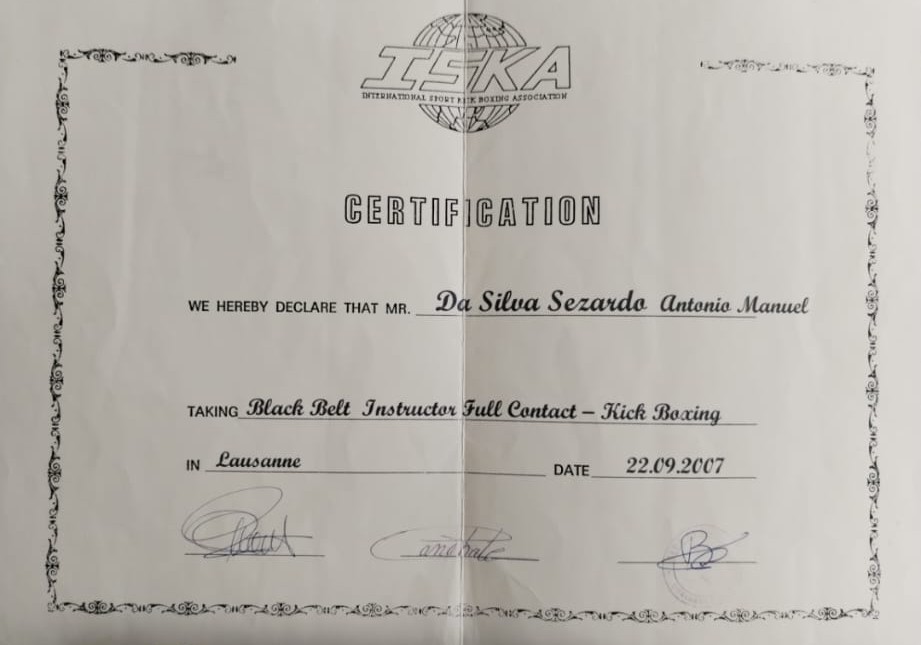 ISKA
INTERNATIONAL SPORT KICK BOXING ASSOCIATION
CERTIFICATION
WE HEREBY DECLARE THAT MR. Da Silva Sezardo Antonio Manuel
TAKING Black Belt Instructor Full Contact – Kick Boxing
IN Lausanne DATE 22.09.2007